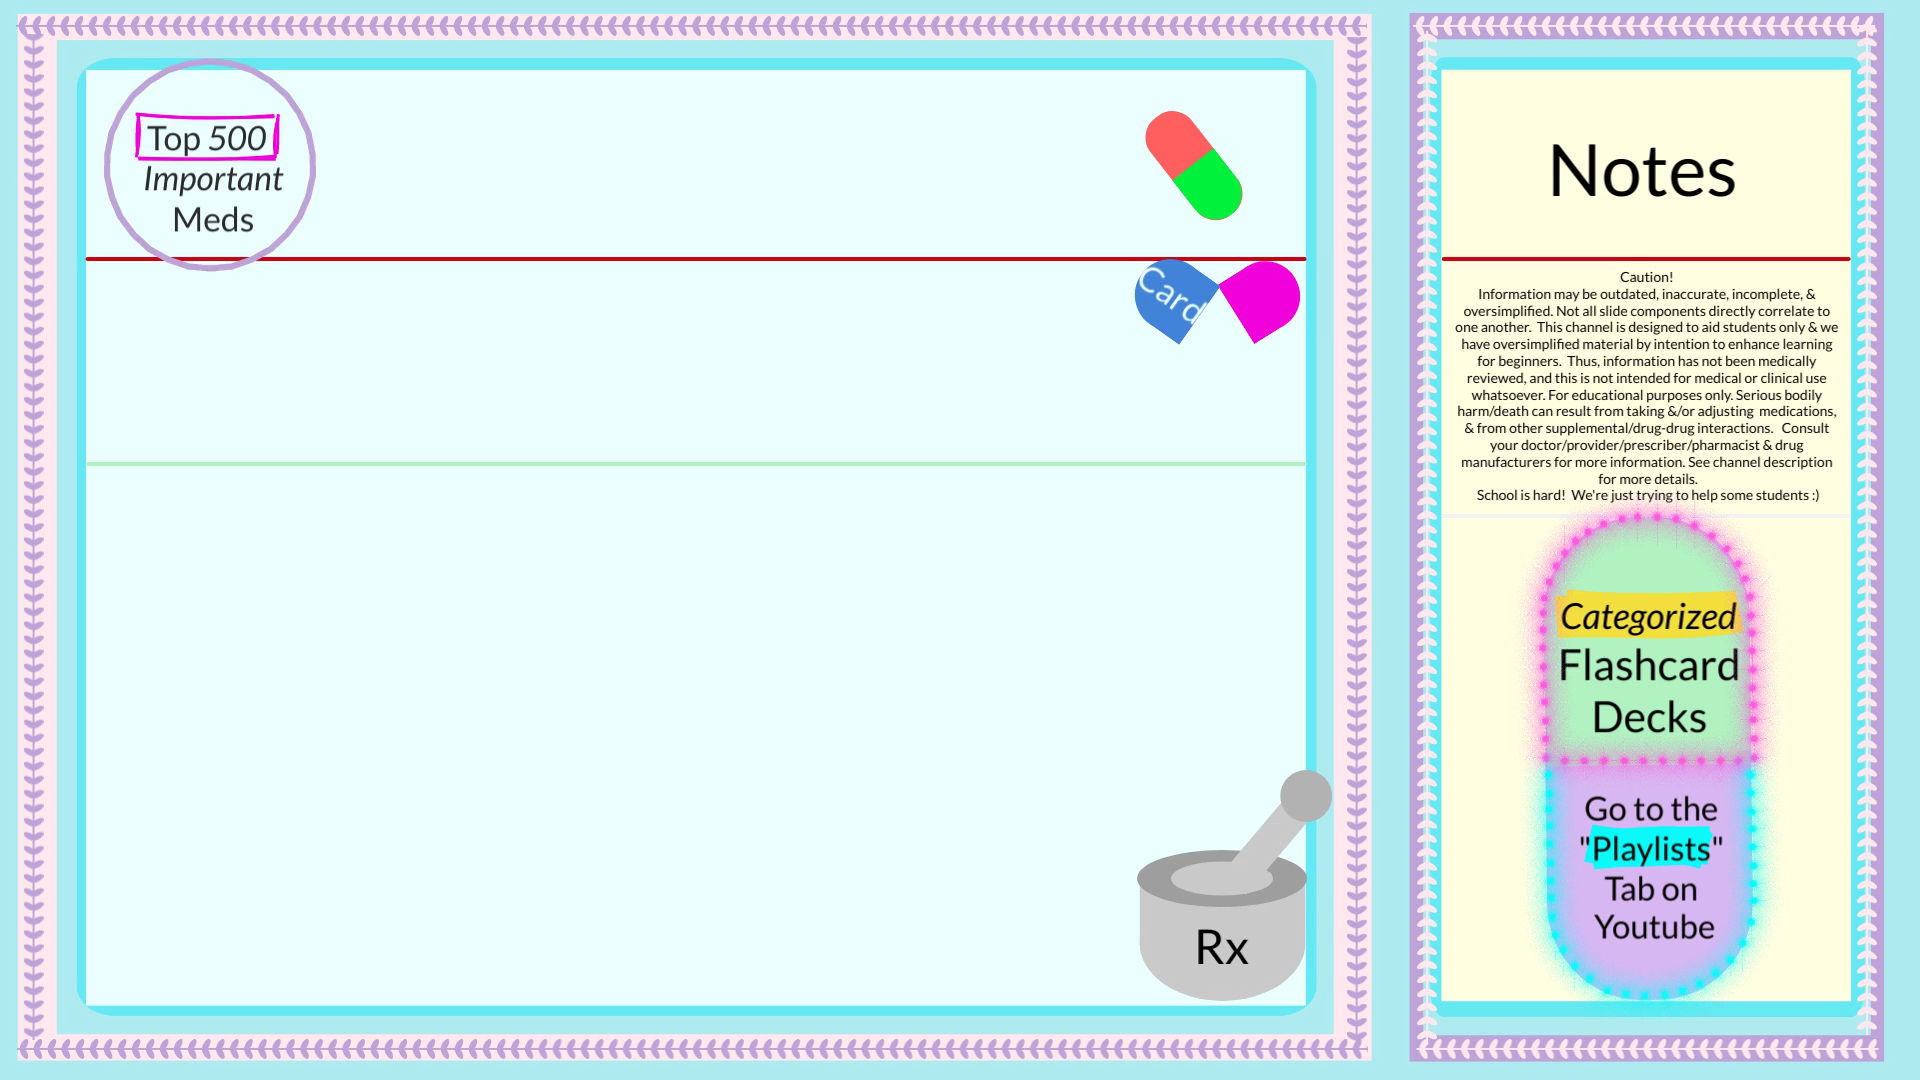 Top 500
Important
Meds
Card
Rx
Notes
Caution!
Information may be outdated, inaccurate, incomplete, &
oversimplified. Not all slide components directly correlate to
one another. This channel is designed to aid students only & we
have oversimplified material by intention to enhance learning
for beginners. Thus, information has not been medically
reviewed, and this is not intended for medical or clinical use
whatsoever. For educational purposes only. Serious bodily
harm/death can result from taking &/or adjusting medications,
& from other supplemental/drug-drug interactions. Consult
your doctor/provider/prescriber/pharmacist & drug
manufacturers for more information. See channel description
for more details.
School is hard! We're just trying to help some students :)
Categorized
Flashcard
Decks
Go to the
"Playlists"
Tab on
Youtube